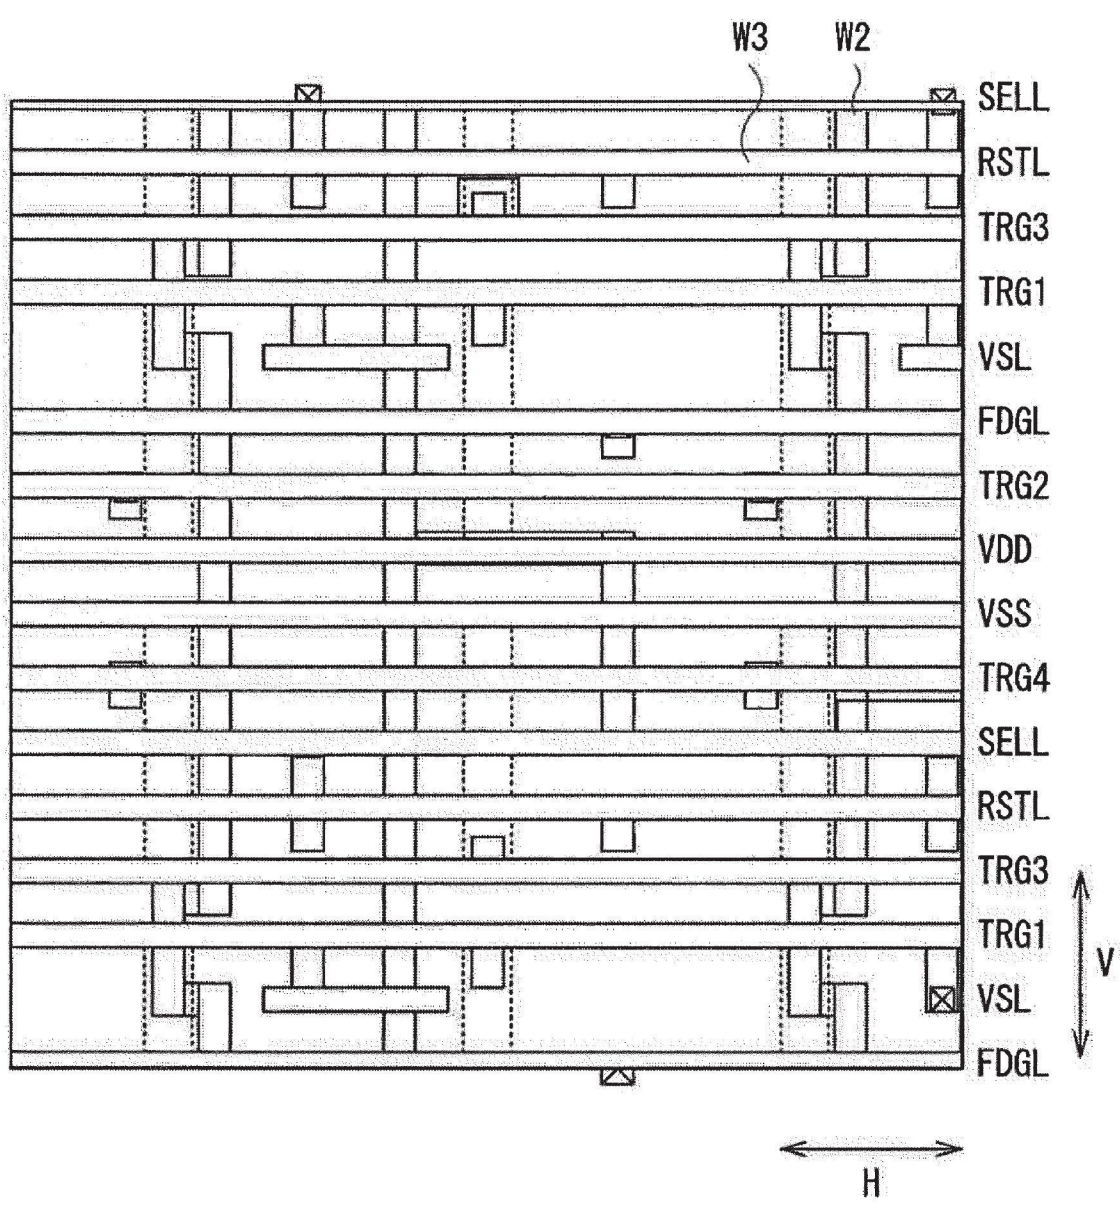 W3 W2
SELL
RSTL
TRG3
TRG1
VSL
FDGL
TRG2
VDD
VSS
TRG4
SELL
RSTL
TRG3
TRG1
V
VSL
FDGL
H